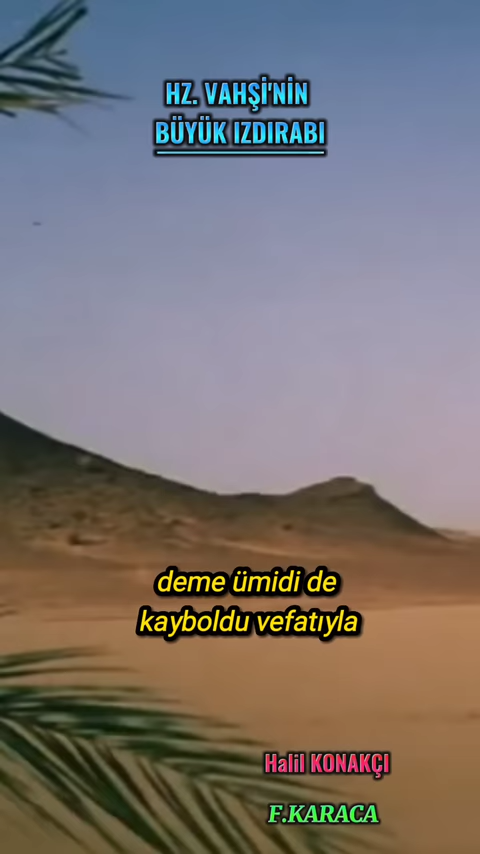 HZ. VAHŞİ'NİN
BÜYÜK IZDIRABI
deme ümidi de
kayboldu vefatıyla
Halil KONAKÇI
F.KARACA